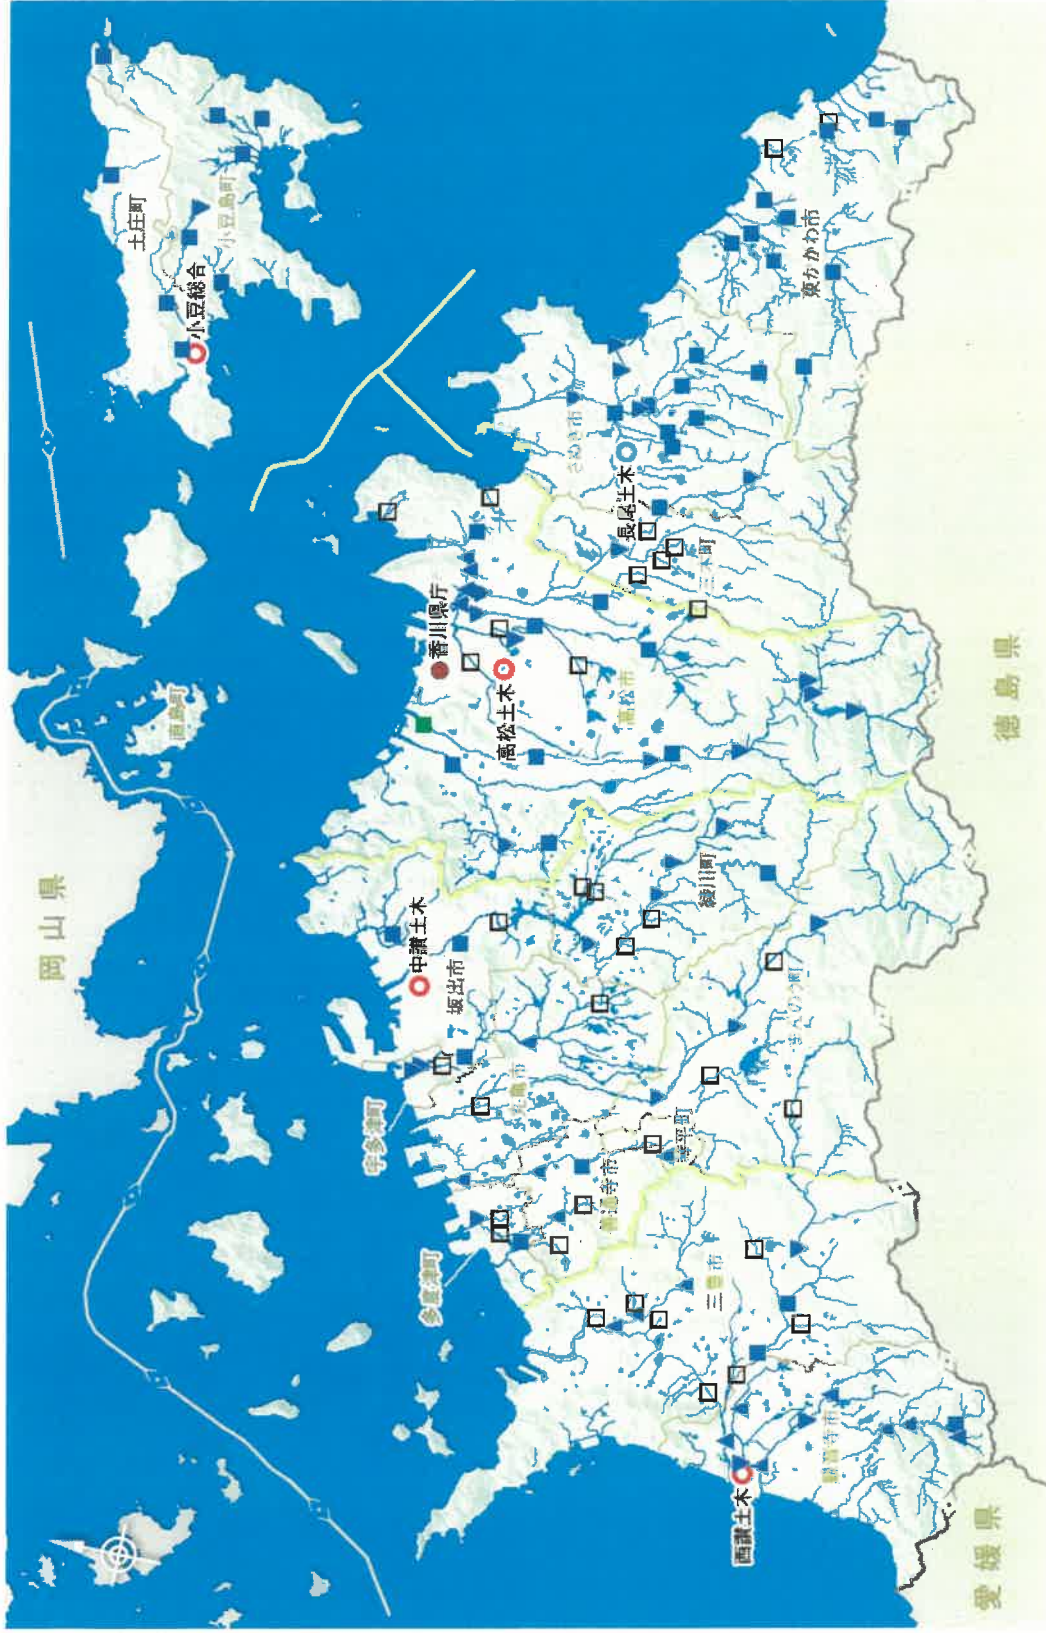 岡山県
土庄町
小豆島町
小豆総合
直島町
香川県庁
高松土木
高松市
さぬき市
長尾土木
三木町
東かがわ市
中讃土木
坂出市
綾川町
宇多津町
丸亀市
まんのう町
多度津町
善通寺市
琴平町
三豊市
西讃土木
観音寺市
徳島県
愛媛県